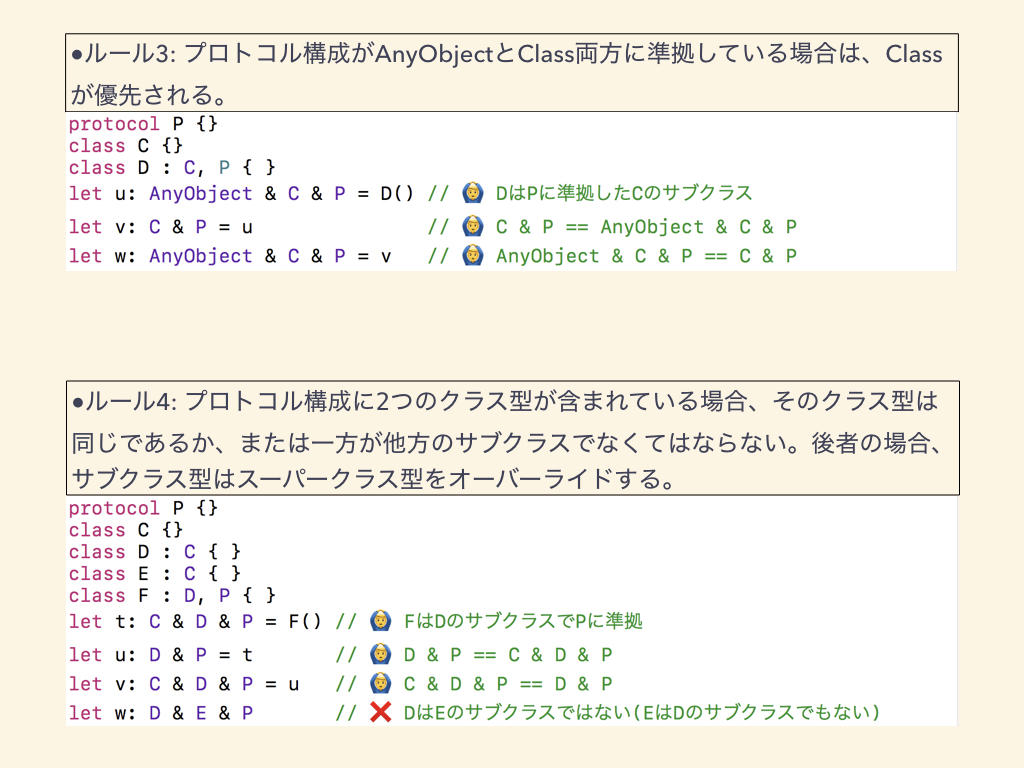 ●ルール3: プロトコル構成がAnyObjectとClass両方に準拠している場合は、Class
が優先される。
protocol P {}
class C {}
class D : C, P { }
let u: AnyObject & C & P = D() // 🙆‍♂️ DはPに準拠したCのサブクラス
let v: C & P = u // 🙆‍♂️ C & P == AnyObject & C & P
let w: AnyObject & C & P = v // 🙆‍♂️ AnyObject & C & P == C & P
●ルール4: プロトコル構成に2つのクラス型が含まれている場合、そのクラス型は
同じであるか、または一方が他方のサブクラスでなくてはならない。後者の場合、
サブクラス型はスーパークラス型をオーバーライドする。
protocol P {}
class C {}
class D : C { }
class E : C { }
class F : D, P { }
let t: C & D & P = F() // 🙆‍♂️ FはDのサブクラスでPに準拠
let u: D & P = t // 🙆‍♂️ D & P == C & D & P
let v: C & D & P = u // 🙆‍♂️ C & D & P == D & P
let w: D & E & P // ❌ DはEのサブクラスではない(EはDのサブクラスでもない)